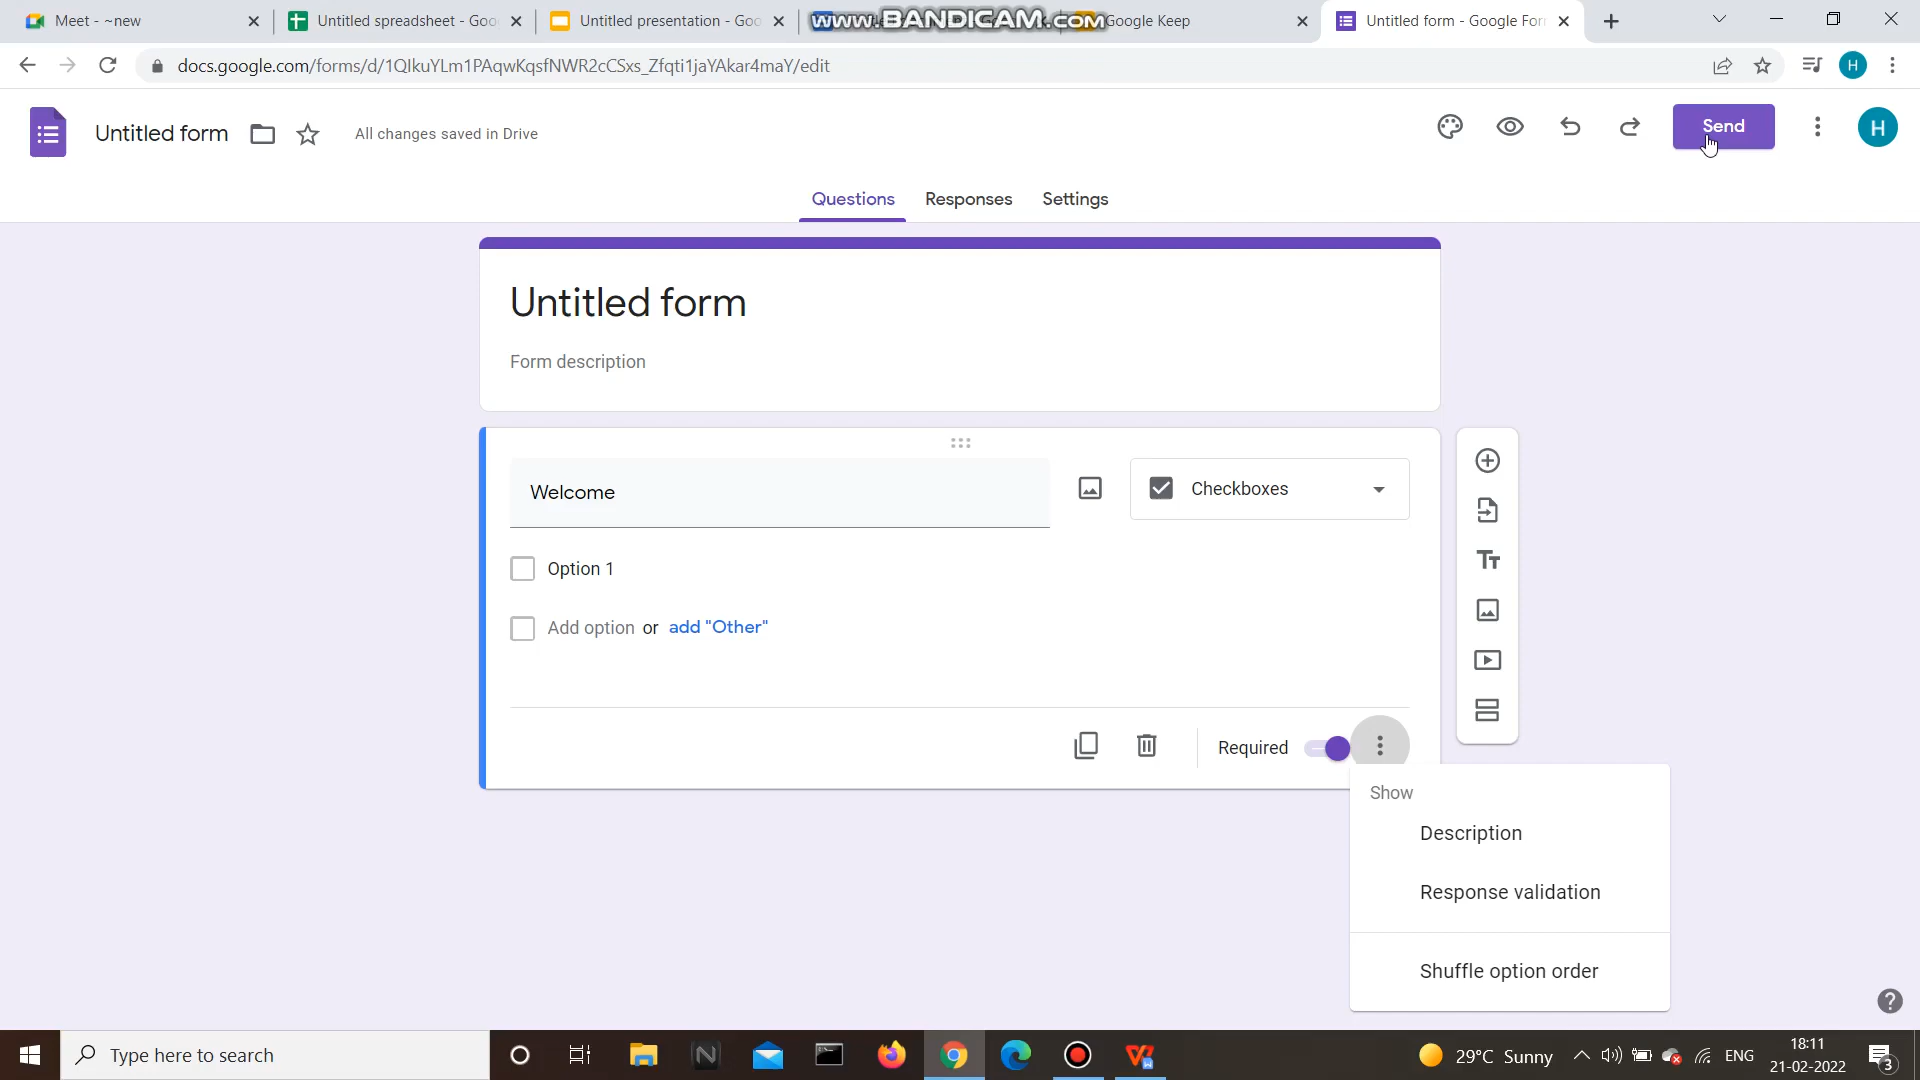 Meet - ~new
Untitled spreadsheet - Goo
Untitled presentation - Goo
www.BANDICAM.com
Google Keep
Untitled form - Google For
docs.google.com/forms/d/1QIkuYLm1PAqwKqsfNWR2cCSxs_Zfqti1jaYAkar4maY/edit
H
Untitled form
All changes saved in Drive
Send
H
Questions
Responses
Settings
Untitled form
Form description
Welcome
Checkboxes
Option 1
Add option or add "Other"
Required
Show
Description
Response validation
Shuffle option order
Type here to search
29°C Sunny
ENG
18:11
21-02-2022
3